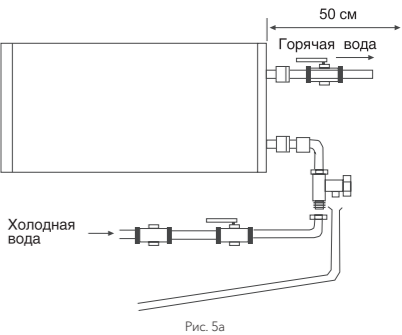 50 см
Горячая вода
Холодная
вода
Рис. 5а